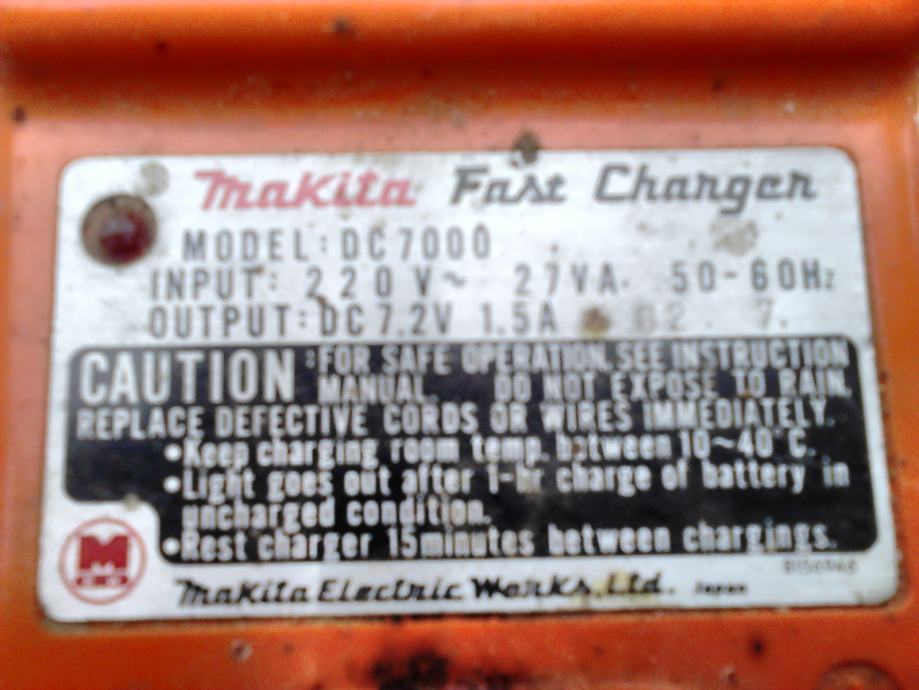 makita Fast Charger
MODEL: DC7000
INPUT: 220V~ 27VA. 50-60Hz
OUTPUT: DC7.2V 1.5A 82. 7.
CAUTION: FOR SAFE OPERATION, SEE INSTRUCTION
MANUAL. DO NOT EXPOSE TO RAIN.
REPLACE DEFECTIVE CORDS OR WIRES IMMEDIATELY.
•Keep charging room temp. between 10~40°C.
•Light goes out after 1-hr charge of battery in
uncharged condition.
•Rest charger 15minutes between chargings.
M
makita Electric Works, Ltd. Japan